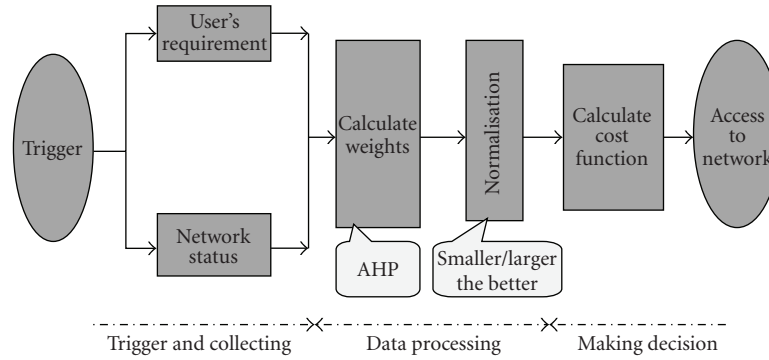 User's
requirement
Trigger
Network
status
Calculate
weights
AHP
Normalisation
Smaller/larger
the better
Calculate
cost
function
Access
to
network
Trigger and collecting
Data processing
Making decision